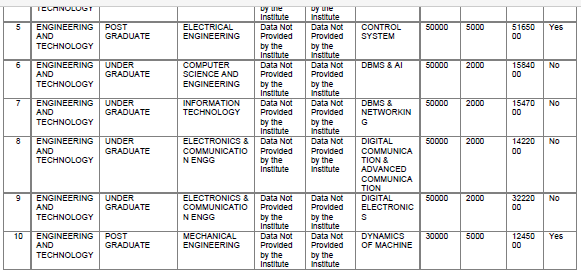 TECHNOLOGY by the by the
Institute Institute
5 ENGINEERING POST ELECTRICAL Data Not Data Not CONTROL 50000 5000 51650 Yes
AND GRADUATE ENGINEERING Provided Provided SYSTEM 00
TECHNOLOGY by the by the
Institute Institute
6 ENGINEERING UNDER COMPUTER Data Not Data Not DBMS & AI 50000 2000 15840 No
AND GRADUATE SCIENCE AND Provided Provided 00
TECHNOLOGY ENGINEERING by the by the
Institute Institute
7 ENGINEERING UNDER INFORMATION Data Not Data Not DBMS & 50000 2000 15470 No
AND GRADUATE TECHNOLOGY Provided Provided NETWORKIN 00
TECHNOLOGY by the by the G
Institute Institute
8 ENGINEERING UNDER ELECTRONICS & Data Not Data Not DIGITAL 50000 2000 14220 No
AND GRADUATE COMMUNICATIO Provided Provided COMMUNICA 00
TECHNOLOGY N ENGG by the by the TION &
Institute Institute ADVANCED
COMMUNICA
TION
9 ENGINEERING UNDER ELECTRONICS & Data Not Data Not DIGITAL 50000 2000 32220 No
AND GRADUATE COMMUNICATIO Provided Provided ELECTRONIC 00
TECHNOLOGY N ENGG by the by the S
Institute Institute
10 ENGINEERING POST MECHANICAL Data Not Data Not DYNAMICS 30000 5000 12450 Yes
AND GRADUATE ENGINEERING Provided Provided OF MACHINE 00
TECHNOLOGY by the by the
Institute Institute